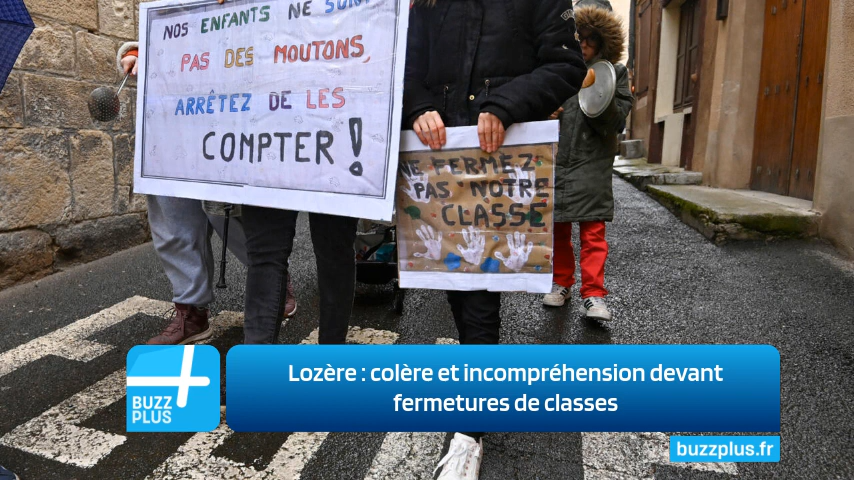 NOS ENFANTS NE SONT
PAS DES MOUTONS,
ARRÊTEZ DE LES
COMPTER !
NE FERMEZ
PAS NOTRE
CLASSE
BUZZ
PLUS
Lozère : colère et incompréhension devant
fermetures de classes
buzzplus.fr